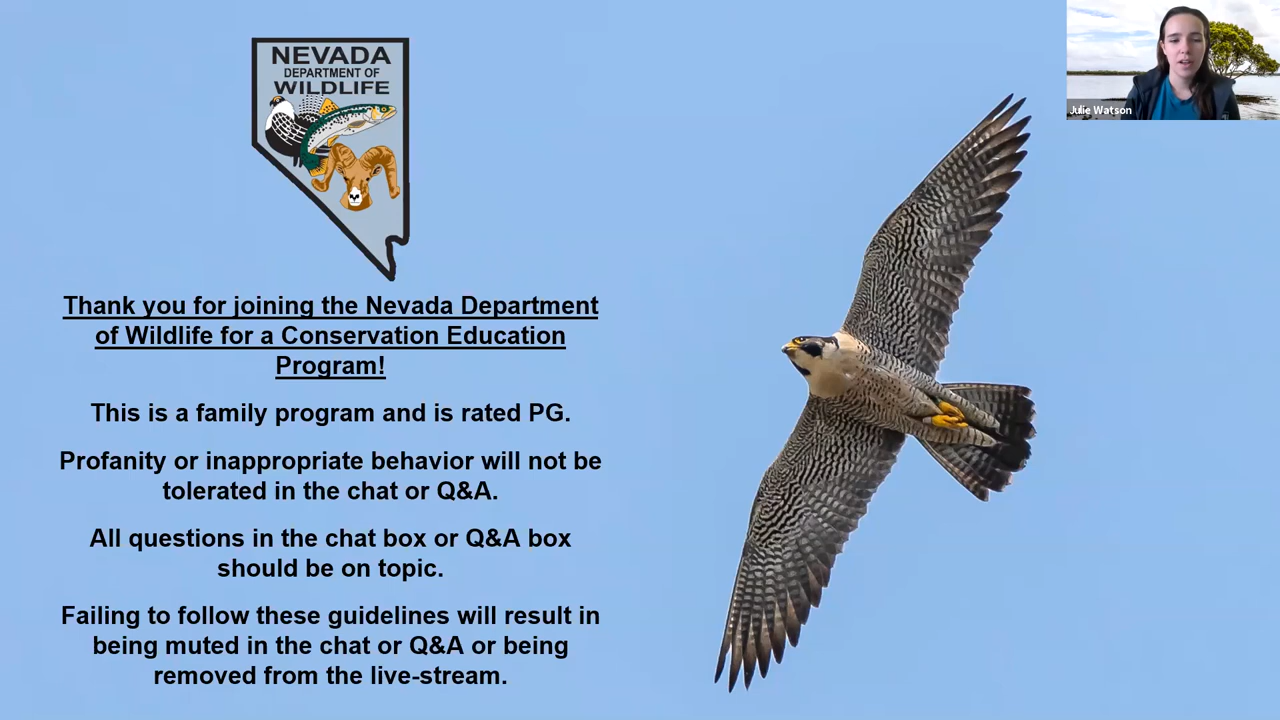 NEVADA
DEPARTMENT OF
WILDLIFE
Julie Watson
Thank you for joining the Nevada Department
of Wildlife for a Conservation Education
Program!
This is a family program and is rated PG.
Profanity or inappropriate behavior will not be
tolerated in the chat or Q&A.
All questions in the chat box or Q&A box
should be on topic.
Failing to follow these guidelines will result in
being muted in the chat or Q&A or being
removed from the live-stream.